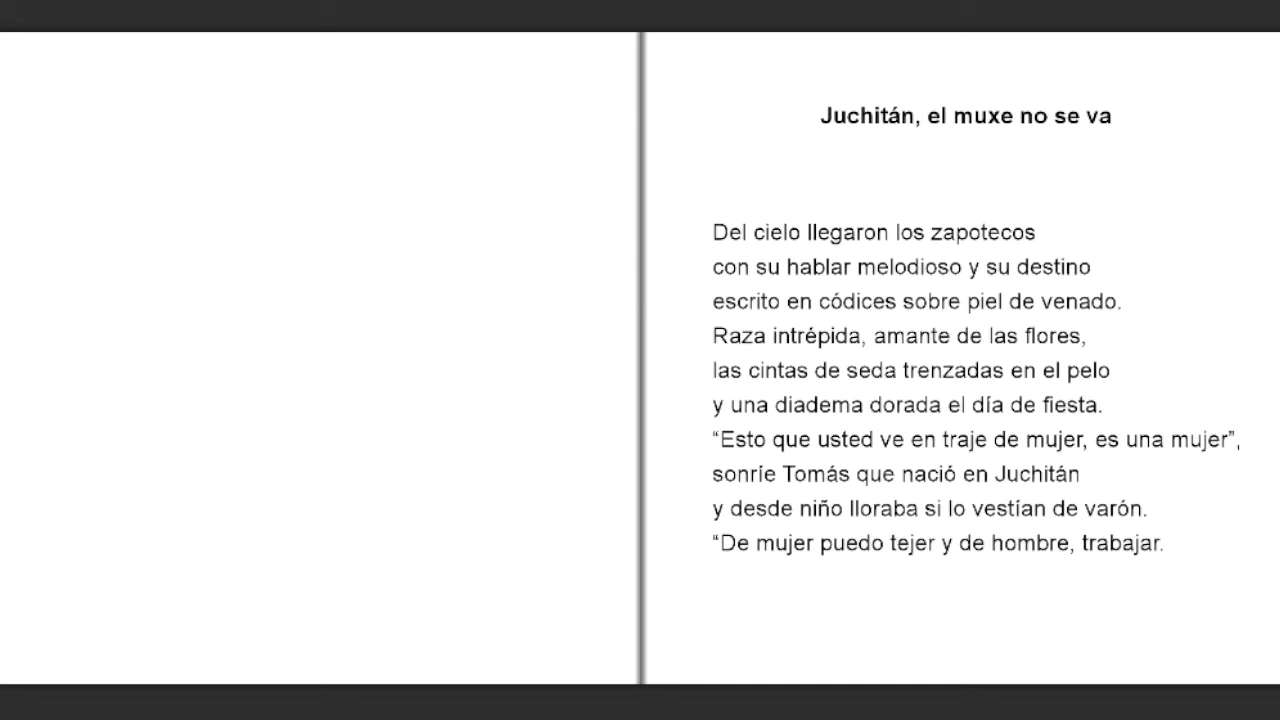 Juchitán, el muxe no se va
Del cielo llegaron los zapotecos
con su hablar melodioso y su destino
escrito en códices sobre piel de venado.
Raza intrépida, amante de las flores,
las cintas de seda trenzadas en el pelo
y una diadema dorada el día de fiesta.
“Esto que usted ve en traje de mujer, es una mujer”,
sonríe Tomás que nació en Juchitán
y desde niño lloraba si lo vestían de varón.
“De mujer puedo tejer y de hombre, trabajar.